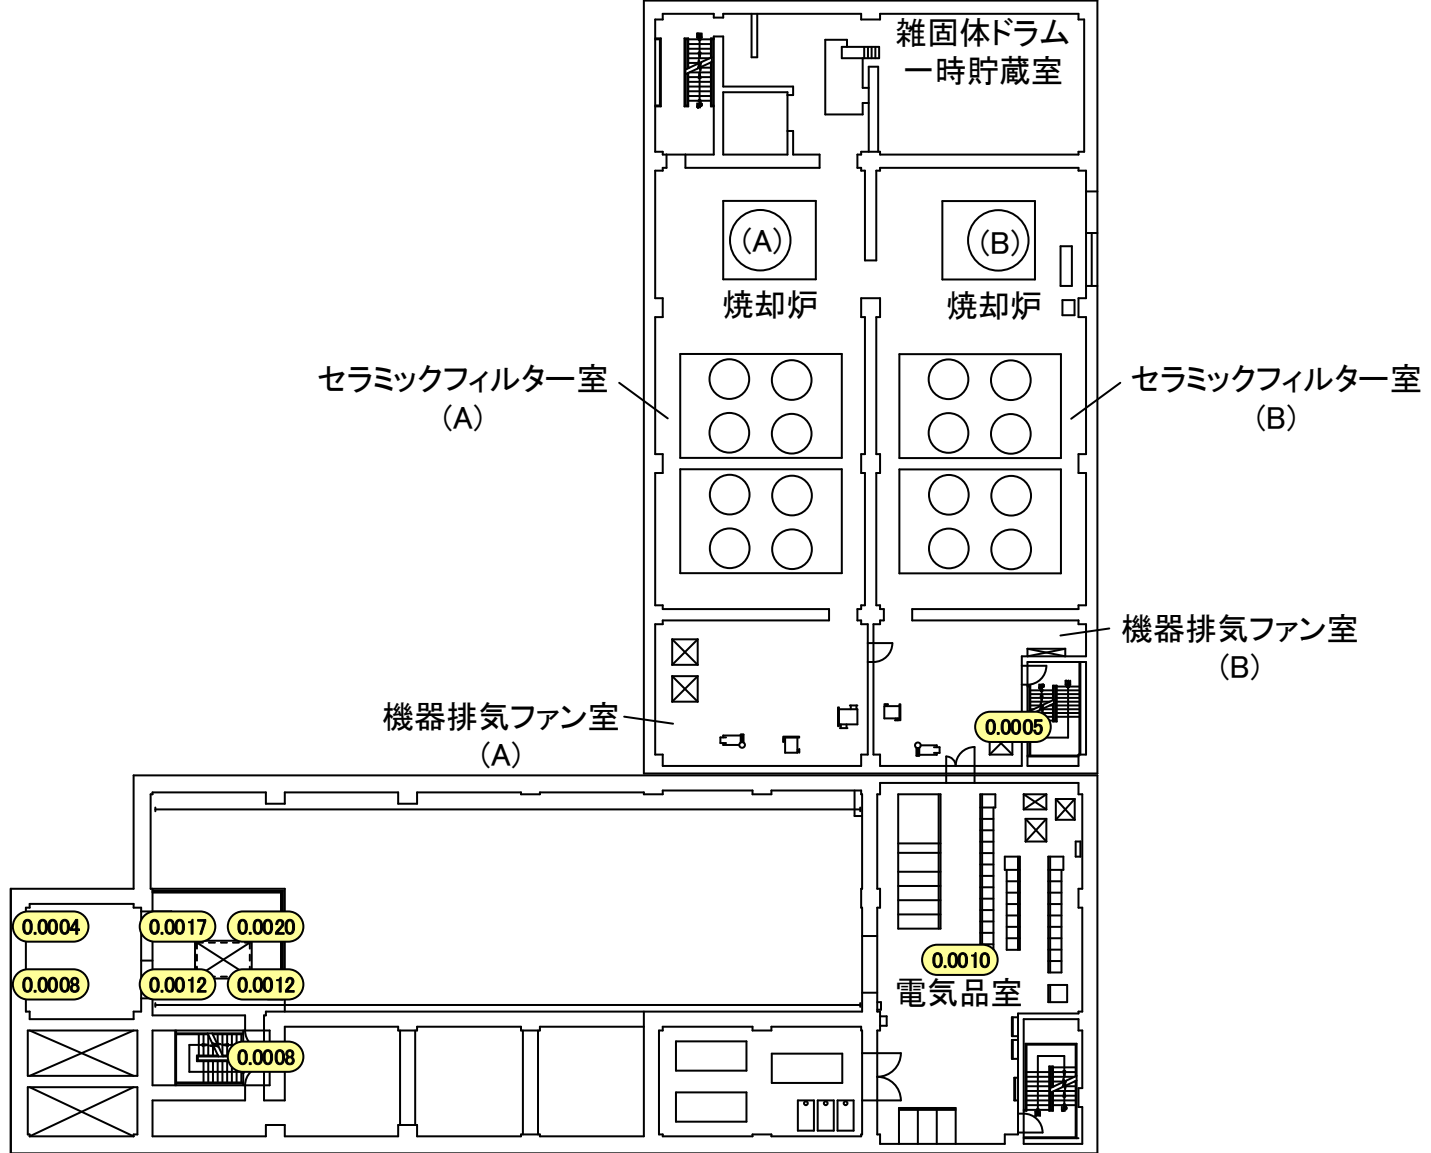 雑固体ドラム
一時貯蔵室
(A)
(B)
焼却炉
焼却炉
セラミックフィルター室
(A)
セラミックフィルター室
(B)
機器排気ファン室
(B)
機器排気ファン室
(A)
0.0005
0.0004
0.0017
0.0020
0.0010
0.0008
0.0012
0.0012
電気品室
0.0008